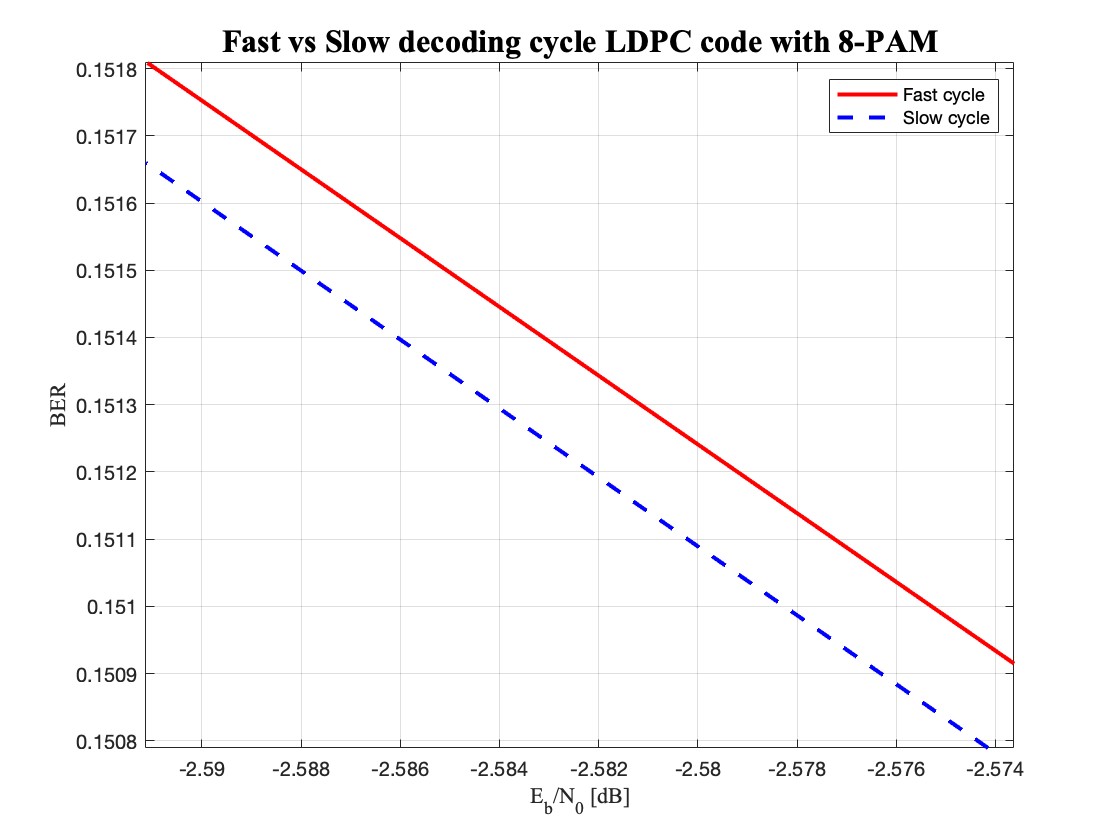 Fast vs Slow decoding cycle LDPC code with 8-PAM
0.1518
0.1517
0.1516
0.1515
0.1514
0.1513
0.1512
0.1511
0.151
0.1509
0.1508
BER
Fast cycle
Slow cycle
-2.59 -2.588 -2.586 -2.584 -2.582 -2.58 -2.578 -2.576 -2.574
E_b/N_0 [dB]